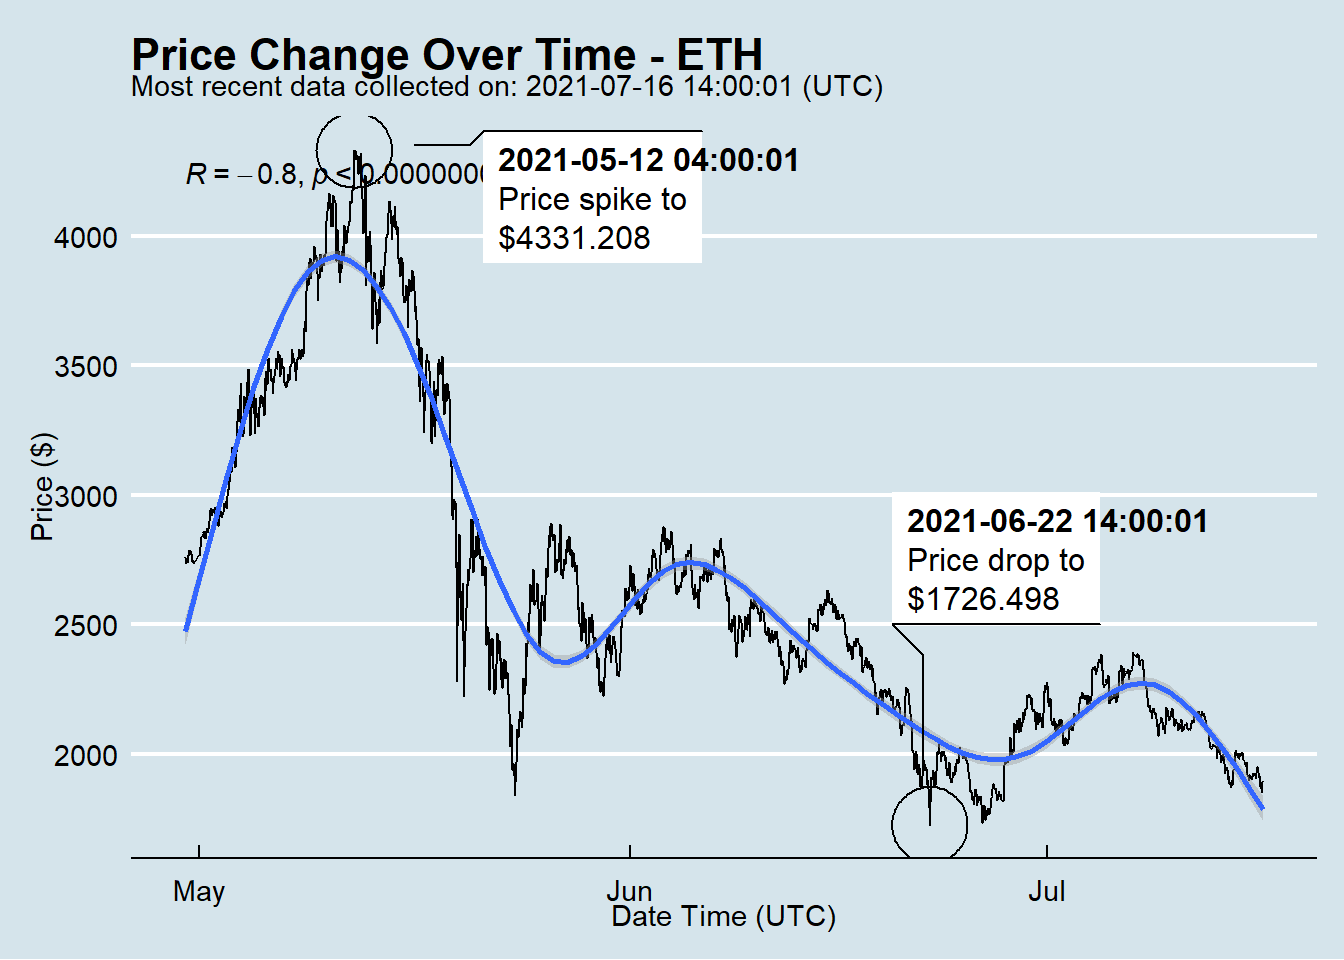 Price Change Over Time - ETH
Most recent data collected on: 2021-07-16 14:00:01 (UTC)
R = −0.8, p < 0.0000000
2021-05-12 04:00:01
Price spike to
$4331.208
4000
3500
Price ($)
3000
2021-06-22 14:00:01
Price drop to
$1726.498
2500
2000
May
Jun
Jul
Date Time (UTC)